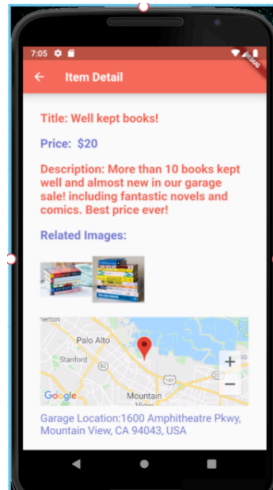 7:05
Item Detail
Title: Well kept books!
Price: $20
Description: More than 10 books kept
well and almost new in our garage
sale! including fantastic novels and
comics. Best price ever!
Related Images:
Palo Alto
Stanford
Mountain
View
Google
Garage Location:1600 Amphitheatre Pkwy,
Mountain View, CA 94043, USA